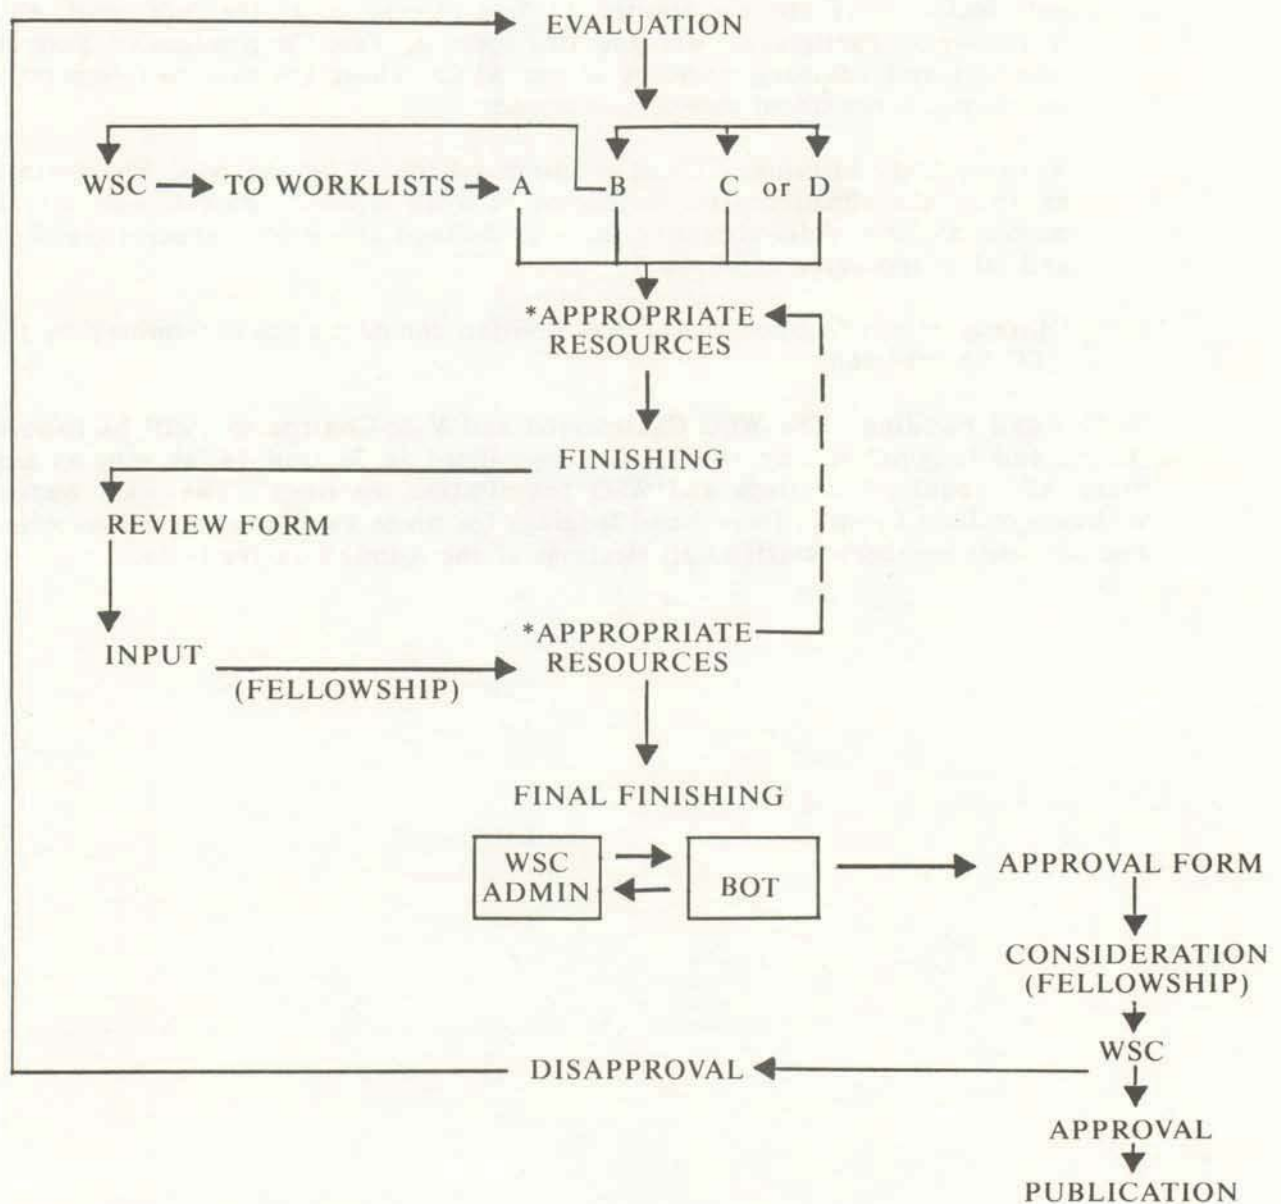 EVALUATION
WSC TO WORKLISTS A B C or D
*APPROPRIATE
RESOURCES
FINISHING
REVIEW FORM
INPUT
(FELLOWSHIP)
*APPROPRIATE
RESOURCES
FINAL FINISHING
WSC
ADMIN
BOT
APPROVAL FORM
CONSIDERATION
(FELLOWSHIP)
WSC
DISAPPROVAL
APPROVAL
PUBLICATION